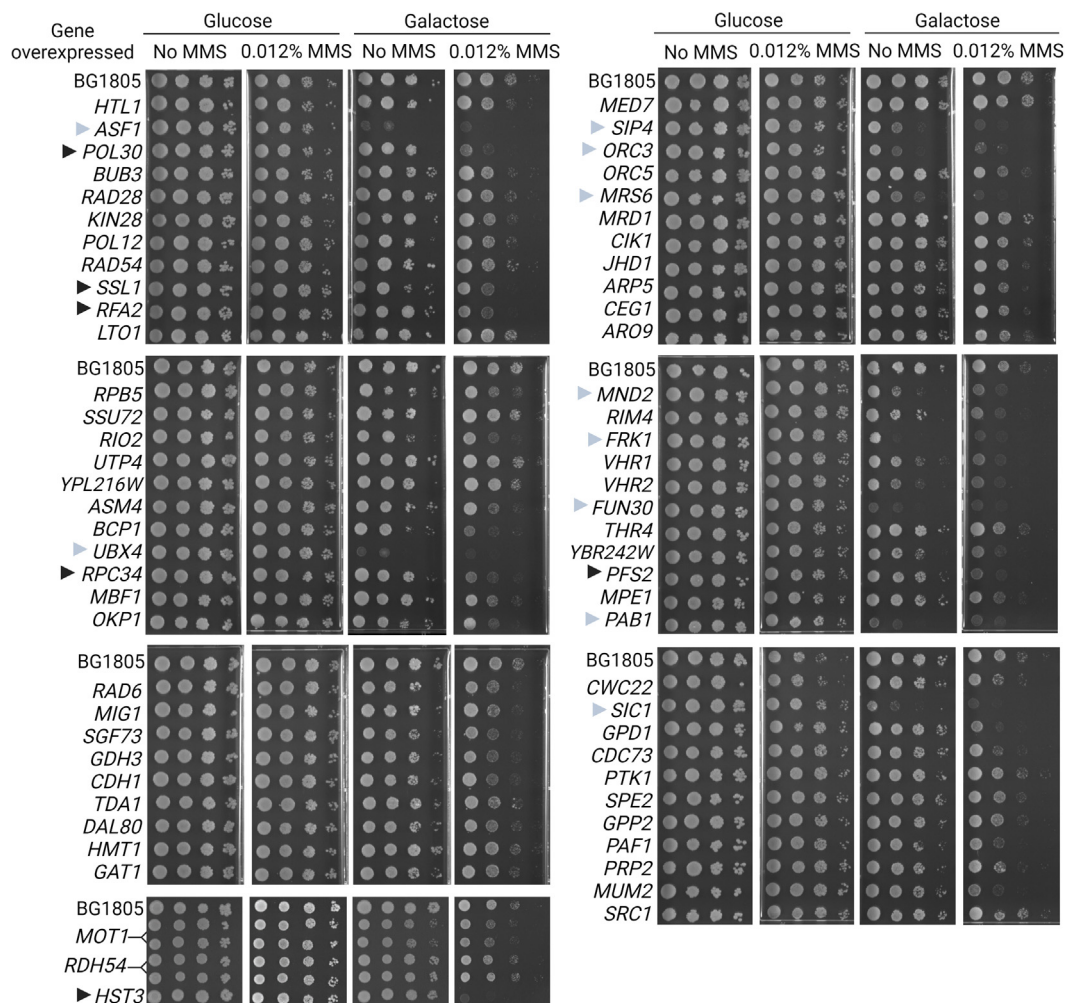 Gene
overexpressed
Glucose
Galactose
No MMS 0.012% MMS No MMS 0.012% MMS
BG1805
HTL1
ASF1
POL30
BUB3
RAD28
KIN28
POL12
RAD54
SSL1
RFA2
LTO1
BG1805
RPB5
SSU72
RIO2
UTP4
YPL216W
ASM4
BCP1
UBX4
RPC34
MBF1
OKP1
BG1805
RAD6
MIG1
SGF73
GDH3
CDH1
TDA1
DAL80
HMT1
GAT1
BG1805
MOT1
RDH54
HST3
Glucose
Galactose
No MMS 0.012% MMS No MMS 0.012% MMS
BG1805
MED7
SIP4
ORC3
ORC5
MRS6
MRD1
CIK1
JHD1
ARP5
CEG1
ARO9
BG1805
MND2
RIM4
FRK1
VHR1
VHR2
FUN30
THR4
YBR242W
PFS2
MPE1
PAB1
BG1805
CWC22
SIC1
GPD1
CDC73
PTK1
SPE2
GPP2
PAF1
PRP2
MUM2
SRC1